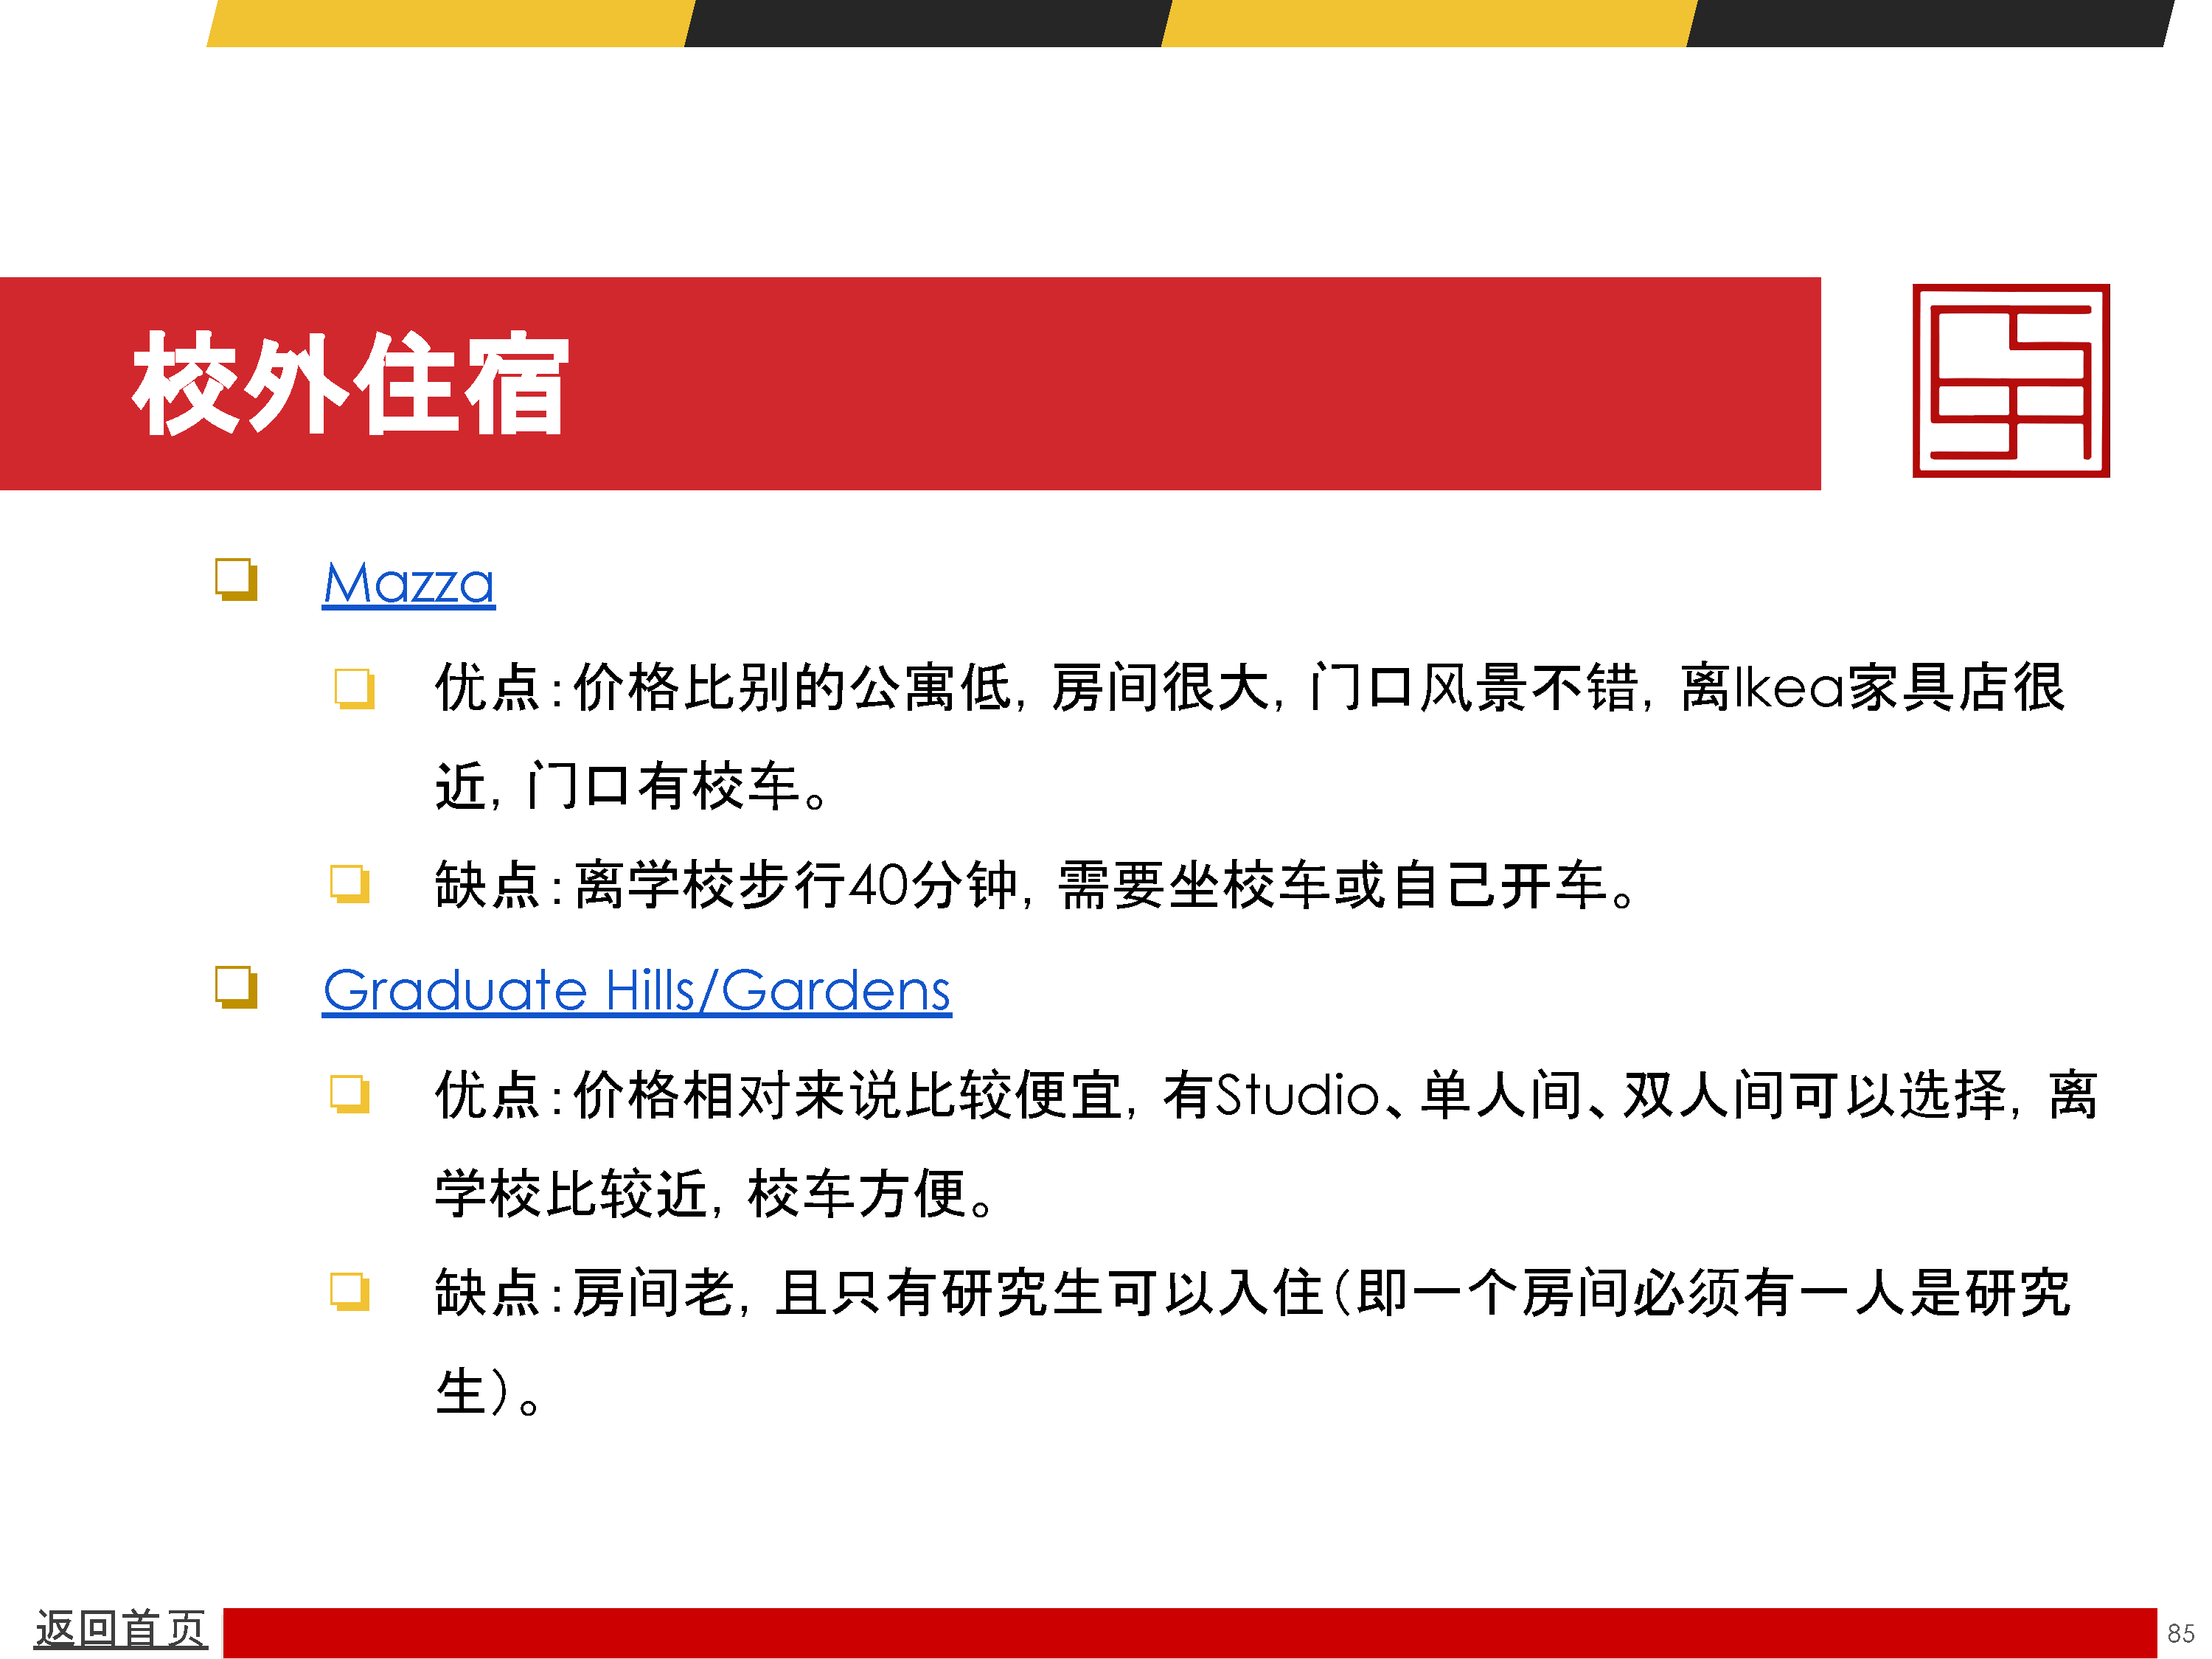 校外住宿
Mazza
优点:价格比别的公寓低, 房间很大, 门口风景不错, 离Ikea家具店很
近, 门口有校车。
缺点:离学校步行40分钟, 需要坐校车或自己开车。
Graduate Hills/Gardens
优点:价格相对来说比较便宜, 有Studio、单人间、双人间可以选择, 离
学校比较近, 校车方便。
缺点:房间老, 且只有研究生可以入住(即一个房间必须有一人是研究
生)。
返回首页
85